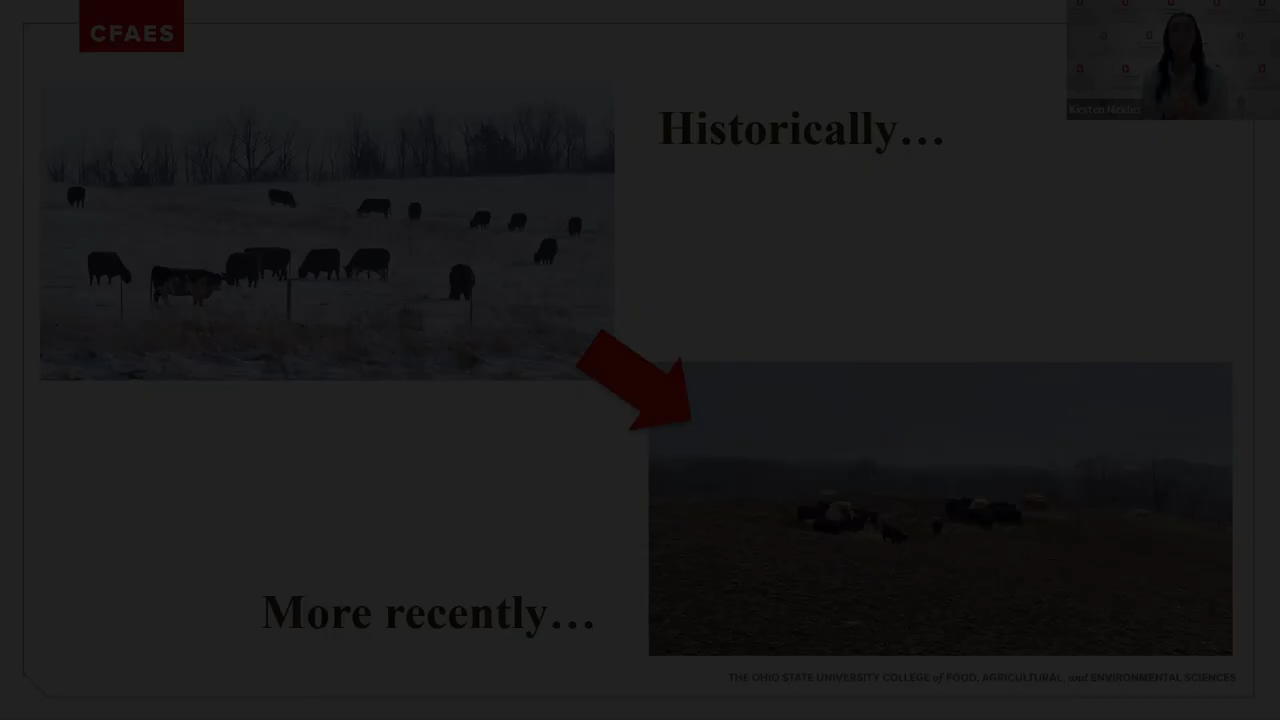 CFAES
Historically...
More recently...
THE OHIO STATE UNIVERSITY COLLEGE of FOOD, AGRICULTURAL, and ENVIRONMENTAL SCIENCES